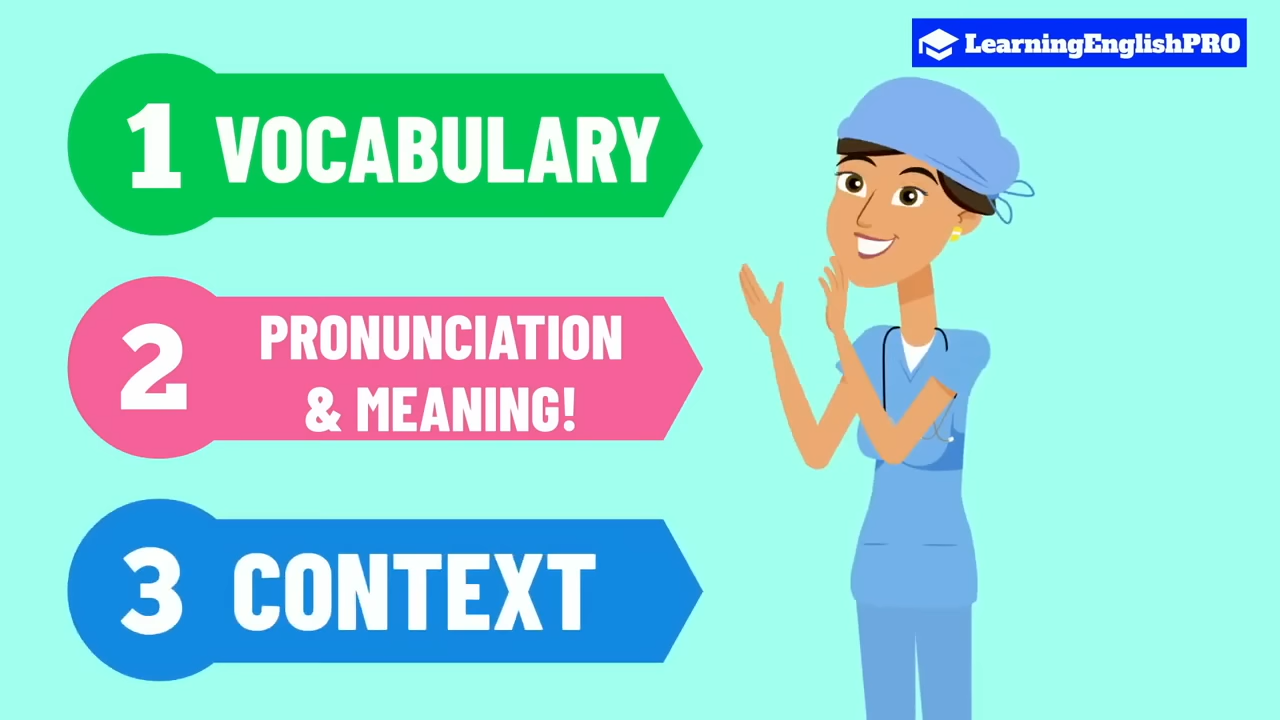 LearningEnglishPRO
1 VOCABULARY
2 PRONUNCIATION
& MEANING!
3 CONTEXT